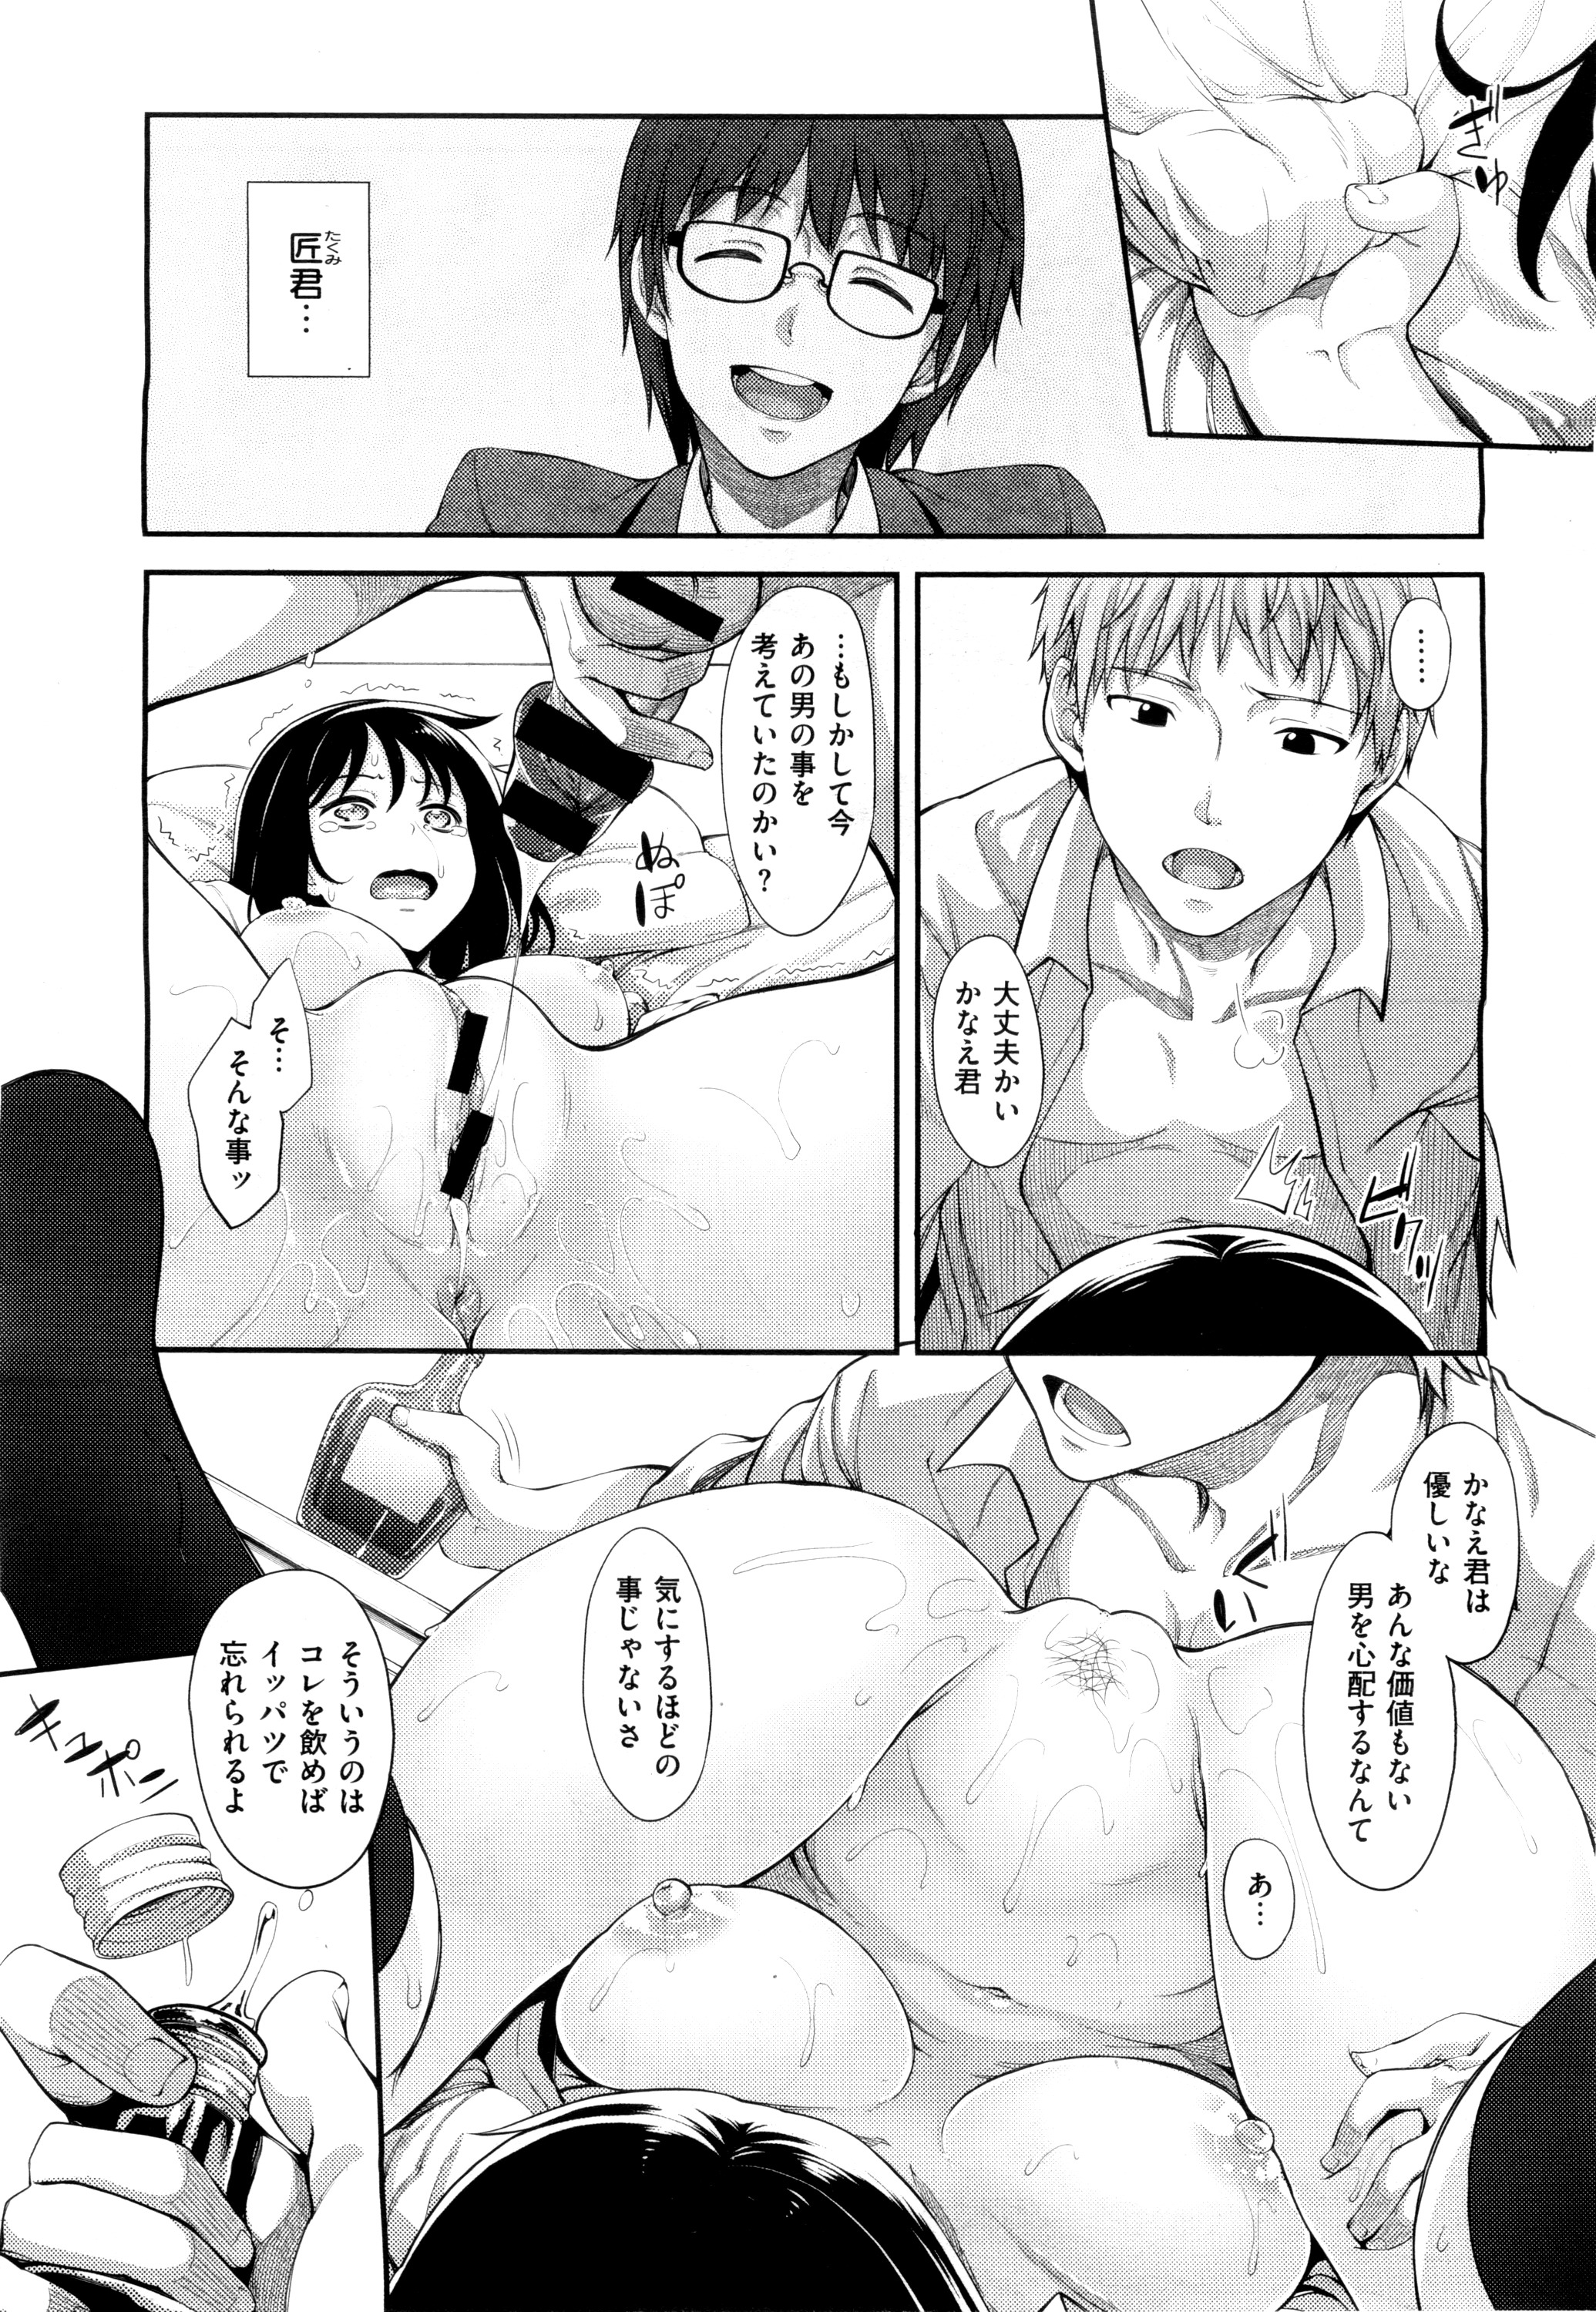 ぎゅ
匠君…
たくみ
……
大丈夫かい
かなえ君
ビクッ
…もしかして今
あの男の事を
考えていたのかい？
ぬぽ
そ…
そんな事ッ
かなえ君は
優しいな
あんな価値もない
男を心配するなんて
あ…
気にするほどの
事じゃないさ
そういうのは
コレを飲めば
イッパツで
忘れられるよ
キュポン